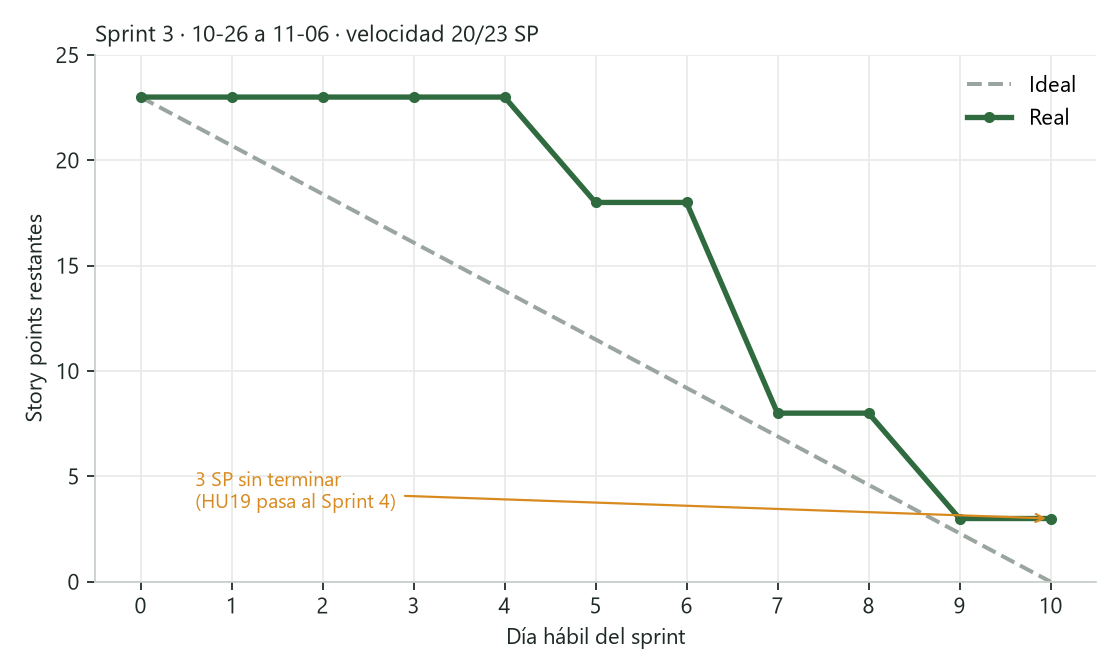 Sprint 3 · 10-26 a 11-06 · velocidad 20/23 SP
25
20
15
10
5
0
Story points restantes
Ideal
Real
3 SP sin terminar
(HU19 pasa al Sprint 4)
0 1 2 3 4 5 6 7 8 9 10
Día hábil del sprint